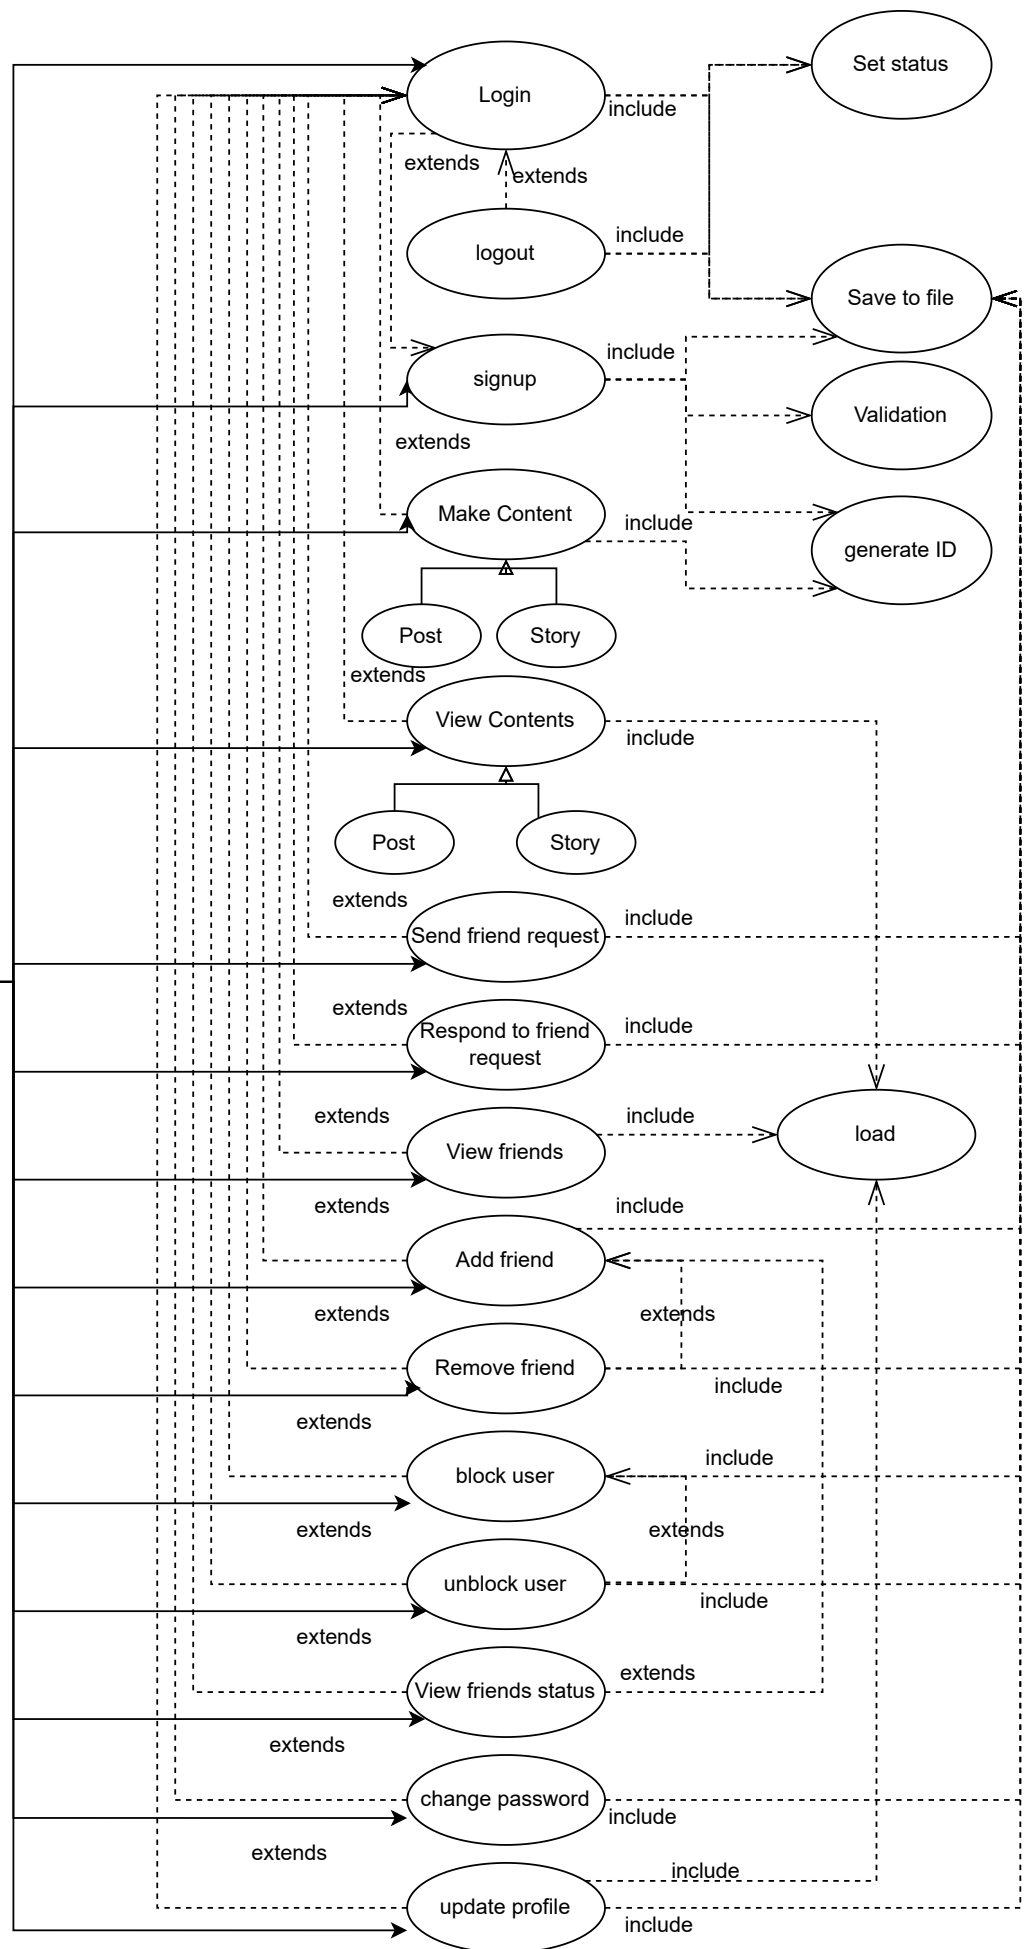 Set status
Login
include
extends
extends
logout
include
Save to file
include
signup
Validation
extends
Make Content
include
generate ID
Post
Story
extends
View Contents
include
Post
Story
extends
include
Send friend request
extends
include
Respond to friend
request
extends
include
load
View friends
extends
include
Add friend
extends
extends
Remove friend
include
extends
include
block user
extends
extends
unblock user
include
extends
extends
View friends status
extends
change password
include
extends
include
update profile
include